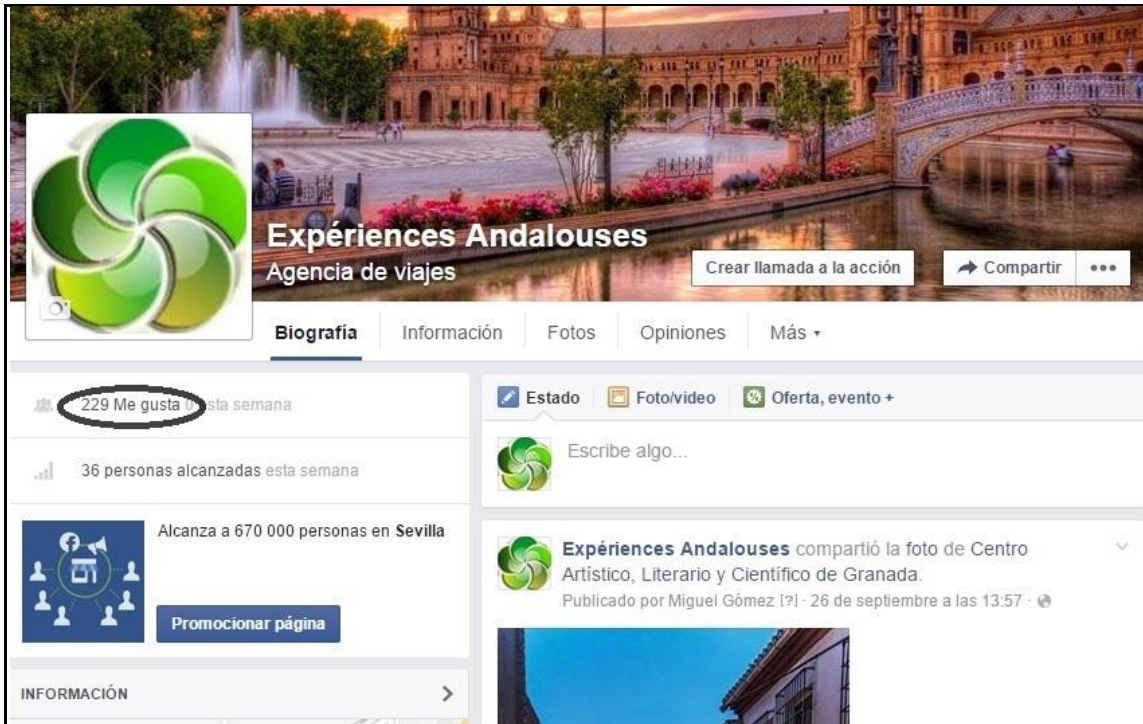 Expériences Andalouses
Agencia de viajes
Crear llamada a la acción
Compartir
Biografía
Información
Fotos
Opiniones
Más
229 Me gusta 0 esta semana
36 personas alcanzadas esta semana
Alcanza a 670 000 personas en Sevilla
Promocionar página
INFORMACIÓN
Estado
Foto/video
Oferta, evento +
Escribe algo...
Expériences Andalouses compartió la foto de Centro
Artístico, Literario y Científico de Granada.
Publicado por Miguel Gómez [?] · 26 de septiembre a las 13:57 ·